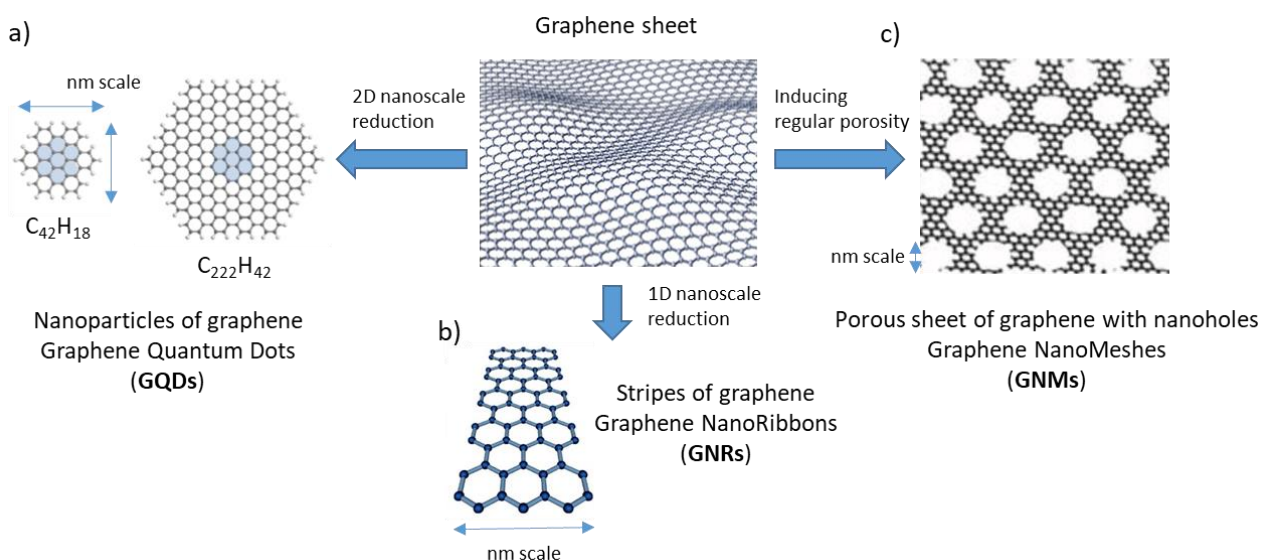 Graphene sheet
a)
nm scale
C₄₂H₁₈
C₂₂₂H₄₂
Nanoparticles of graphene
Graphene Quantum Dots
(GQDs)
2D nanoscale
reduction
Inducing
regular porosity
c)
nm scale
Porous sheet of graphene with nanoholes
Graphene NanoMeshes
(GNMs)
1D nanoscale
reduction
b)
Stripes of graphene
Graphene NanoRibbons
(GNRs)
nm scale